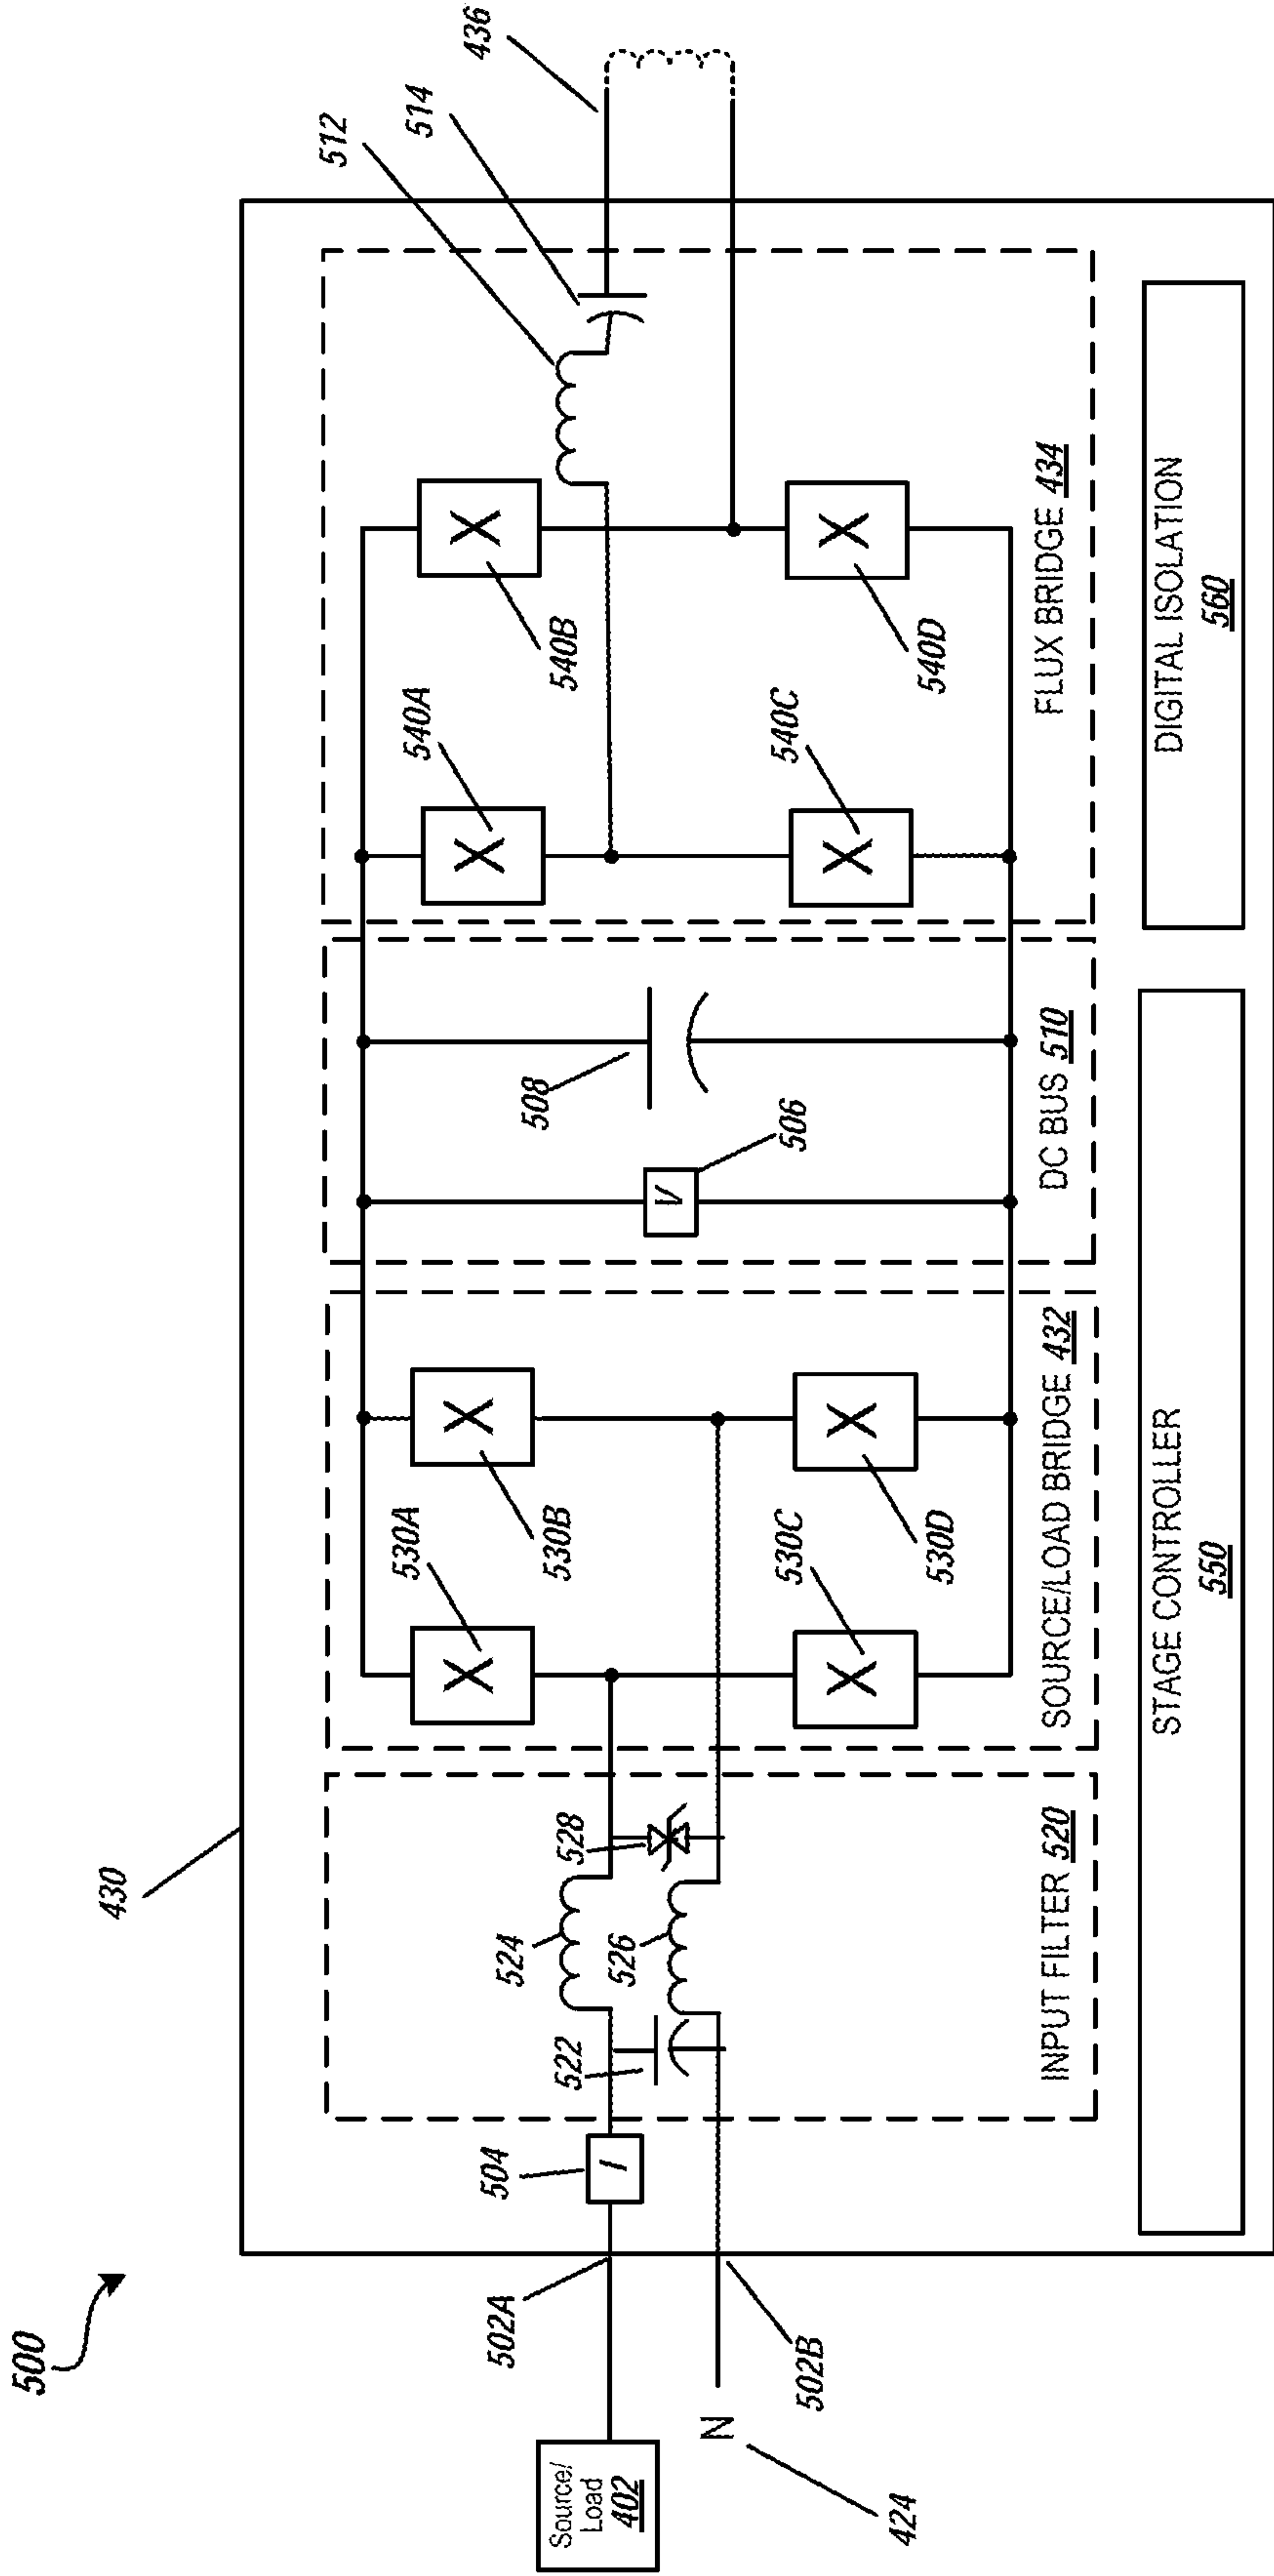 500
430
Source/
Load
402
N
424
502A
502B
504
I
522
524
526
528
INPUT FILTER 520
530A
X
530B
X
530C
X
530D
X
SOURCE/LOAD BRIDGE 432
506
V
508
DC BUS 510
540A
X
540B
X
540C
X
540D
X
512
514
436
FLUX BRIDGE 434
STAGE CONTROLLER
550
DIGITAL ISOLATION
560